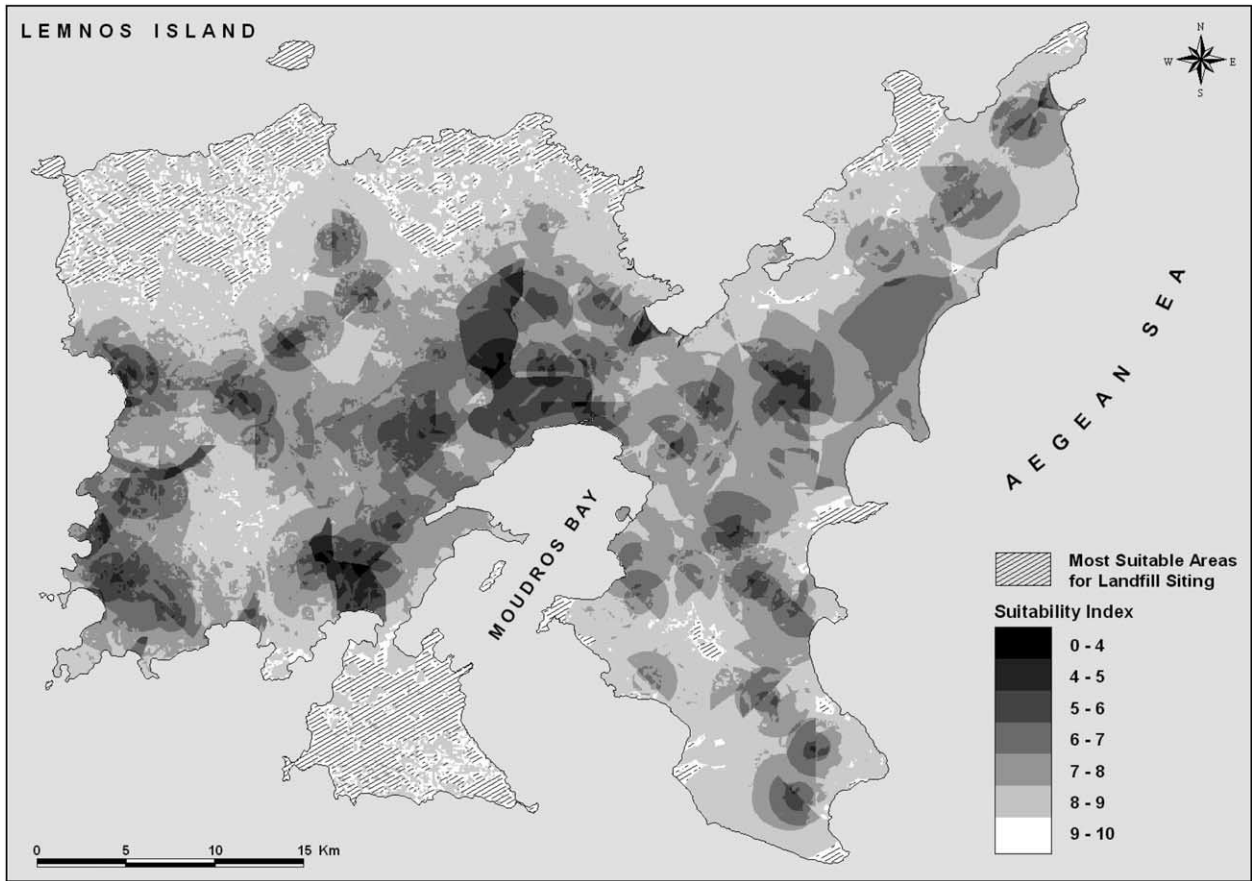 LEMNOS ISLAND
N
W E
S
AEGEAN SEA
MOUDROS BAY
Most Suitable Areas
for Landfill Siting
Suitability Index
0 - 4
4 - 5
5 - 6
6 - 7
7 - 8
8 - 9
9 - 10
0 5 10 15 Km